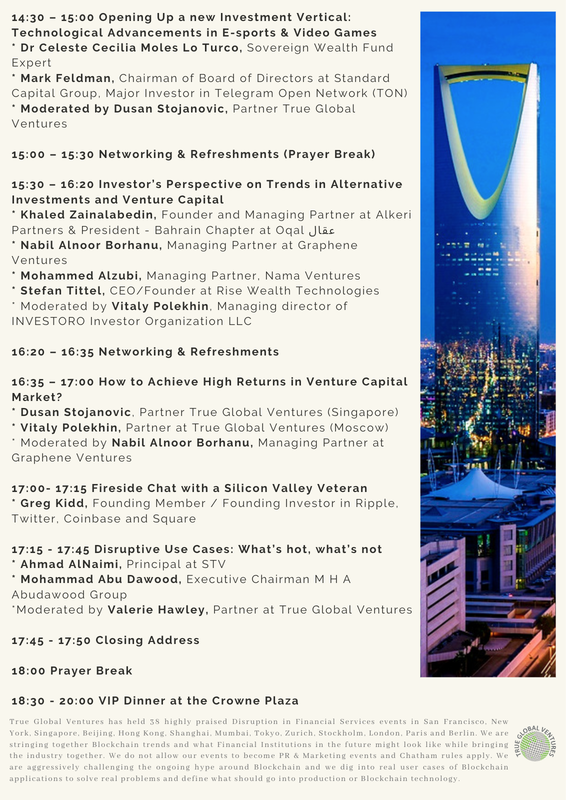 14:30 – 15:00 Opening Up a new Investment Vertical:
Technological Advancements in E-sports & Video Games
* Dr Celeste Cecilia Moles Lo Turco, Sovereign Wealth Fund
Expert
* Mark Feldman, Chairman of Board of Directors at Standard
Capital Group, Major Investor in Telegram Open Network (TON)
* Moderated by Dusan Stojanovic, Partner True Global
Ventures
15:00 – 15:30 Networking & Refreshments (Prayer Break)
15:30 – 16:20 Investor's Perspective on Trends in Alternative
Investments and Venture Capital
* Khaled Zainalabedin, Founder and Managing Partner at Alkeri
Partners & President - Bahrain Chapter at Oqal عقال
* Nabil Alnoor Borhanu, Managing Partner at Graphene
Ventures
* Mohammed Alzubi, Managing Partner, Nama Ventures
* Stefan Tittel, CEO/Founder at Rise Wealth Technologies
* Moderated by Vitaly Polekhin, Managing director of
INVESTORO Investor Organization LLC
16:20 – 16:35 Networking & Refreshments
16:35 – 17:00 How to Achieve High Returns in Venture Capital
Market?
* Dusan Stojanovic, Partner True Global Ventures (Singapore)
* Vitaly Polekhin, Partner at True Global Ventures (Moscow)
* Moderated by Nabil Alnoor Borhanu, Managing Partner at
Graphene Ventures
17:00- 17:15 Fireside Chat with a Silicon Valley Veteran
* Greg Kidd, Founding Member / Founding Investor in Ripple,
Twitter, Coinbase and Square
17:15 - 17:45 Disruptive Use Cases: What's hot, what's not
* Ahmad AlNaimi, Principal at STV
* Mohammad Abu Dawood, Executive Chairman M H A
Abudawood Group
*Moderated by Valerie Hawley, Partner at True Global Ventures
17:45 - 17:50 Closing Address
18:00 Prayer Break
18:30 - 20:00 VIP Dinner at the Crowne Plaza
True Global Ventures has held 38 highly praised Disruption in Financial Services events in San Francisco, New
York, Singapore, Beijing, Hong Kong, Shanghai, Mumbai, Tokyo, Zurich, Stockholm, London, Paris and Berlin. We are
stringing together Blockchain trends and what Financial Institutions in the future might look like while bringing
the industry together. We do not allow our events to become PR & Marketing events and Chatham rules apply. We
are aggressively challenging the ongoing hype around Blockchain and we dig into real user cases of Blockchain
applications to solve real problems and define what should go into production or Blockchain technology.
TRUE GLOBAL VENTURES